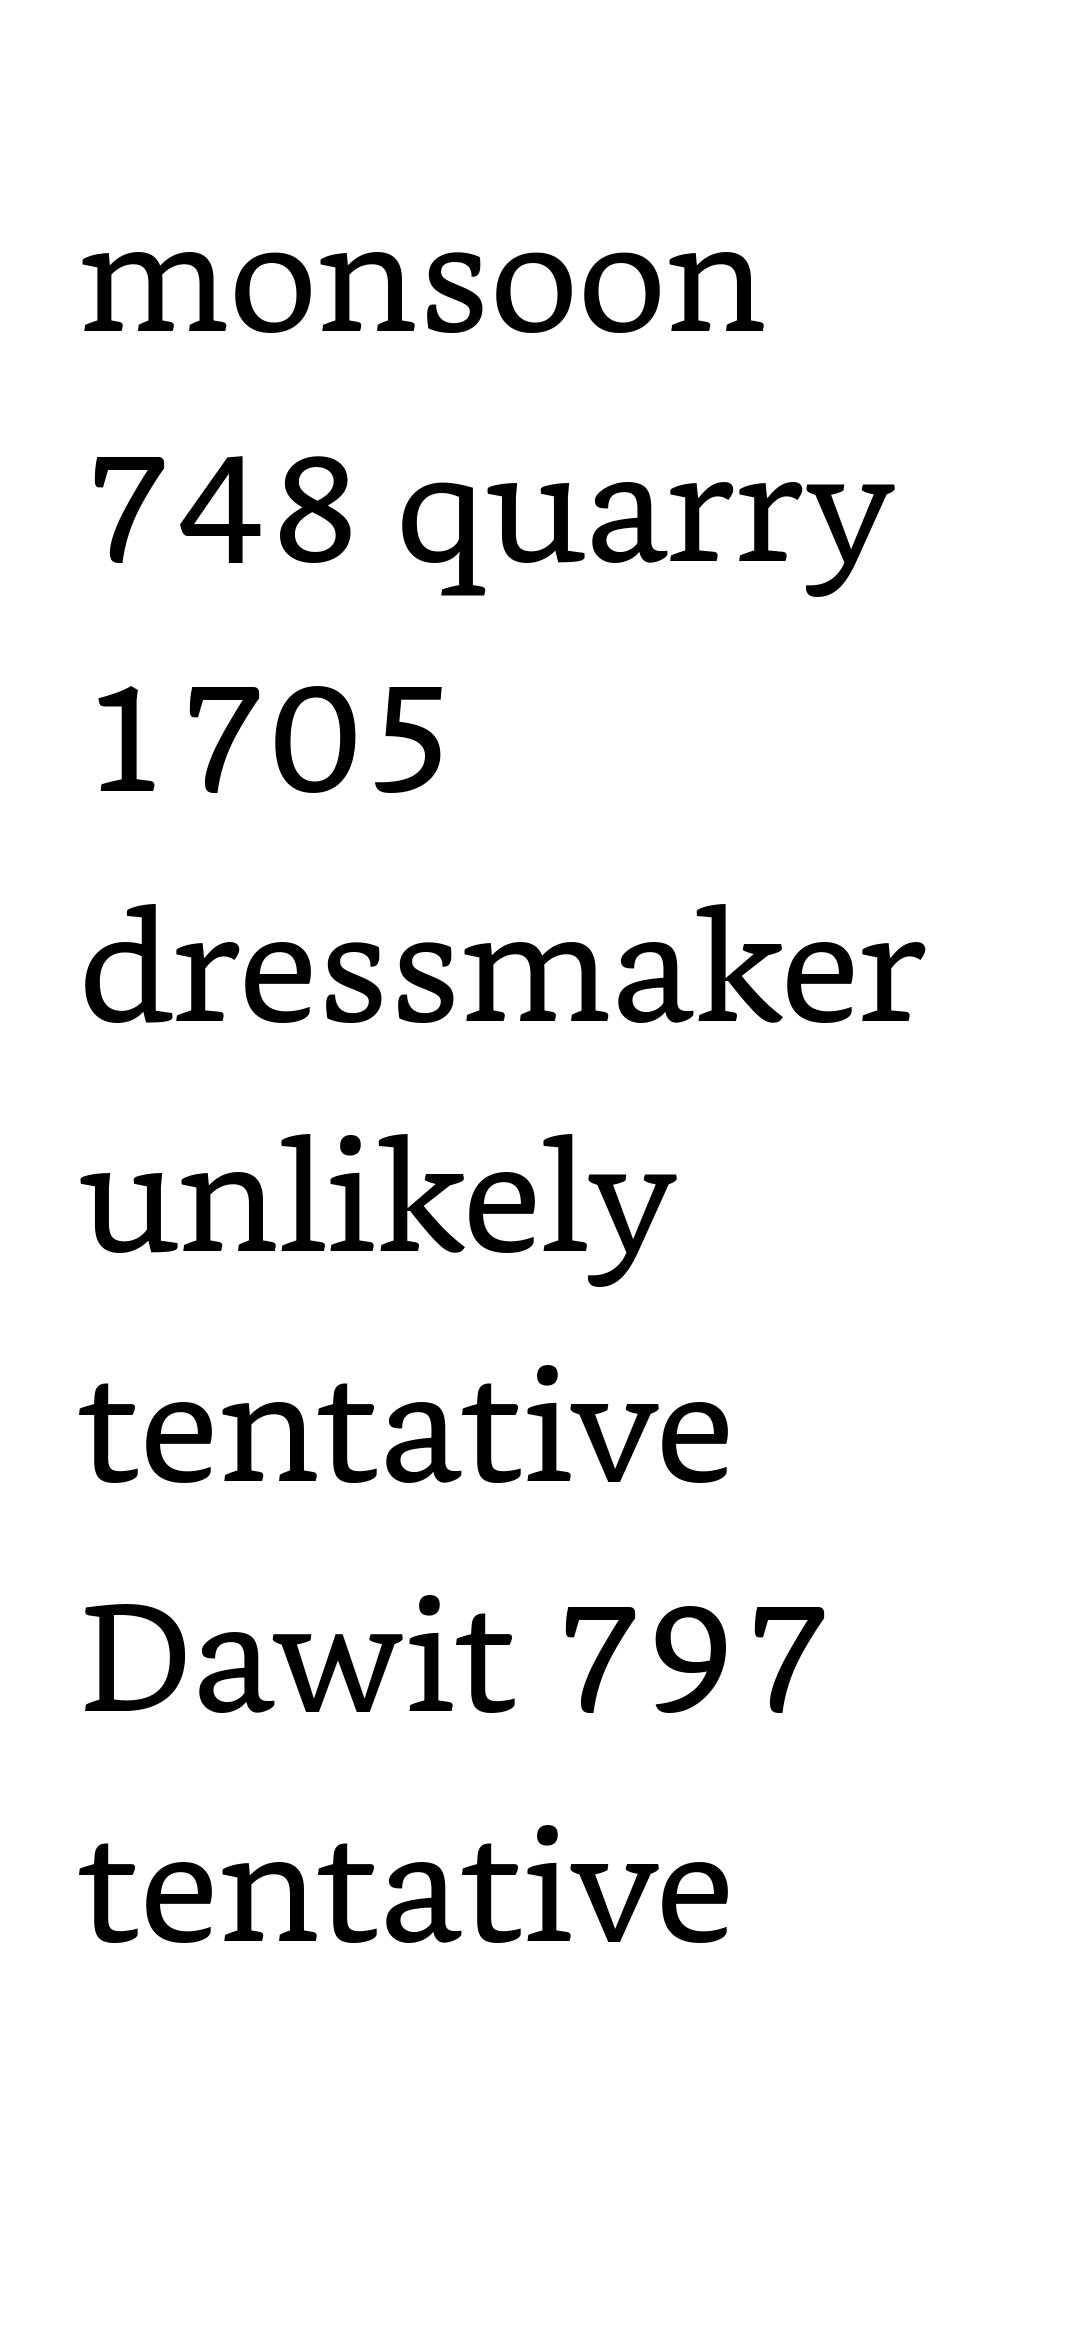 monsoon
748 quarry
1705
dressmaker
unlikely
tentative
Dawit 797
tentative